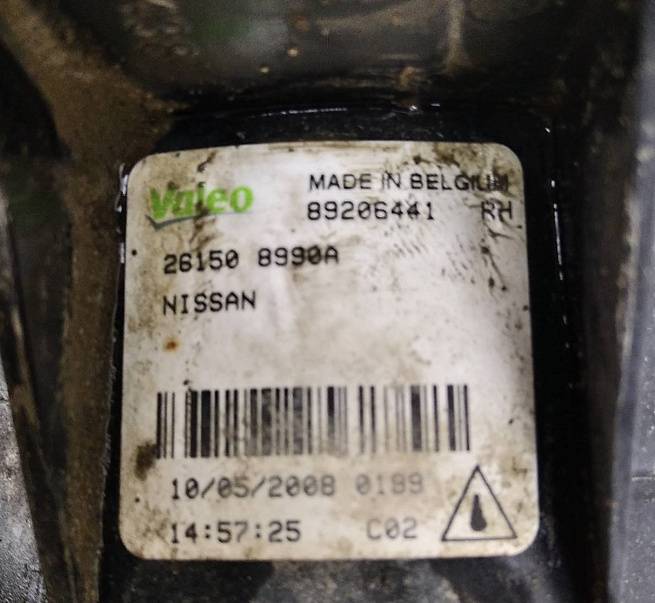 Valeo
MADE IN BELGIUM
89206441 RH
26150 8990A
NISSAN
10/05/2008 0189
14:57:25 C02